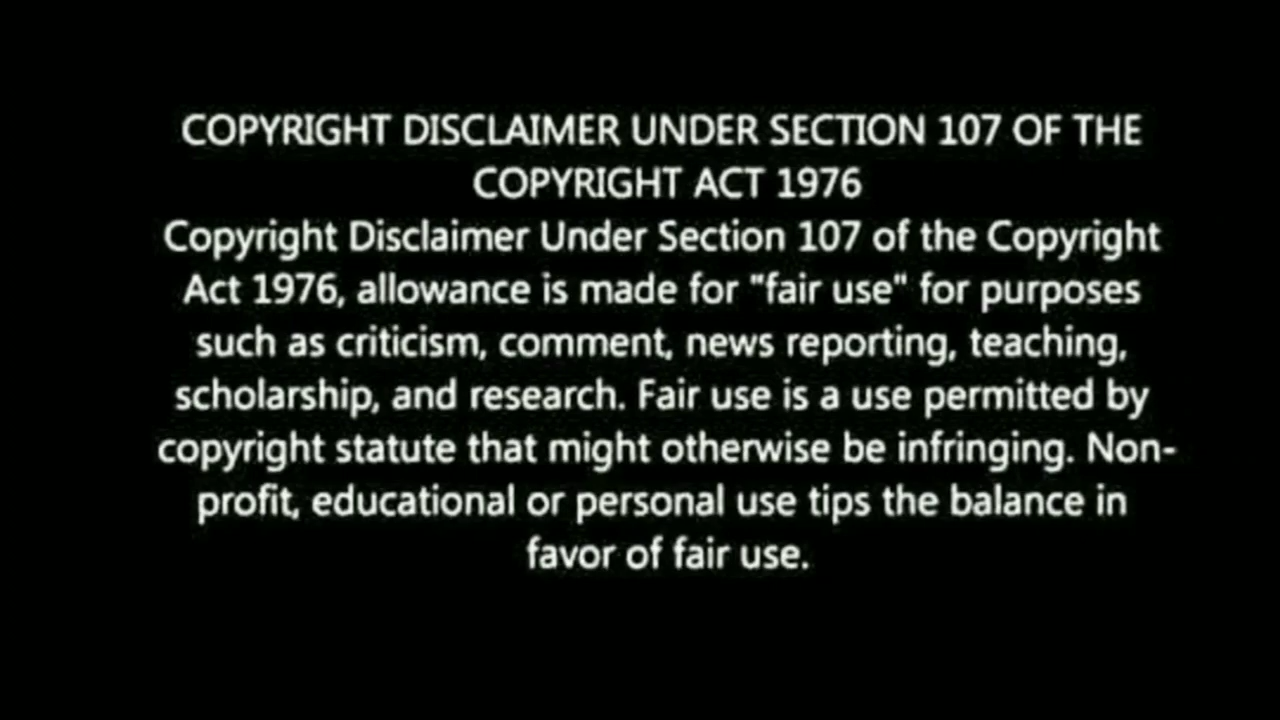 COPYRIGHT DISCLAIMER UNDER SECTION 107 OF THE
COPYRIGHT ACT 1976
Copyright Disclaimer Under Section 107 of the Copyright
Act 1976, allowance is made for "fair use" for purposes
such as criticism, comment, news reporting, teaching,
scholarship, and research. Fair use is a use permitted by
copyright statute that might otherwise be infringing. Non-
profit, educational or personal use tips the balance in
favor of fair use.